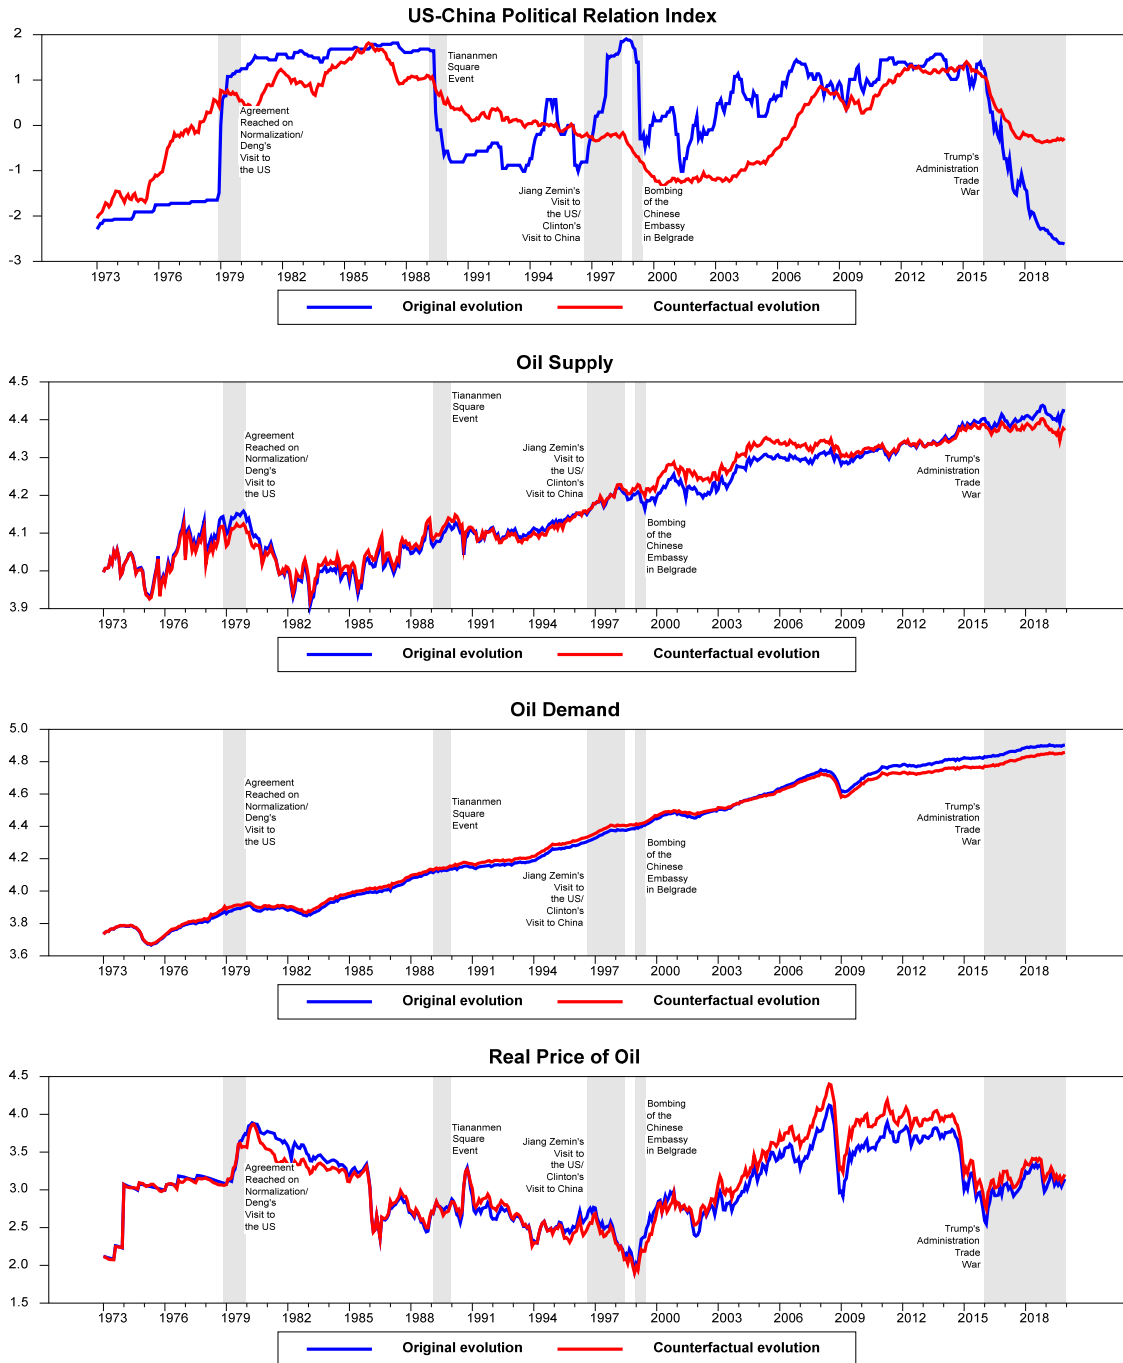 US-China Political Relation Index
2
1
0
-1
-2
-3
Tiananmen
Square
Event
Agreement
Reached on
Normalization/
Deng's
Visit to
the US
Jiang Zemin's
Visit to
the US/
Clinton's
Visit to China
Bombing
of the
Chinese
Embassy
in Belgrade
Trump's
Administration
Trade
War
1973 1976 1979 1982 1985 1988 1991 1994 1997 2000 2003 2006 2009 2012 2015 2018
Original evolution Counterfactual evolution
Oil Supply
4.5
4.4
4.3
4.2
4.1
4.0
3.9
Tiananmen
Square
Event
Agreement
Reached on
Normalization/
Deng's
Visit to
the US
Jiang Zemin's
Visit to
the US/
Clinton's
Visit to China
Bombing
of the
Chinese
Embassy
in Belgrade
Trump's
Administration
Trade
War
1973 1976 1979 1982 1985 1988 1991 1994 1997 2000 2003 2006 2009 2012 2015 2018
Original evolution Counterfactual evolution
Oil Demand
5.0
4.8
4.6
4.4
4.2
4.0
3.8
3.6
Agreement
Reached on
Normalization/
Deng's
Visit to
the US
Tiananmen
Square
Event
Jiang Zemin's
Visit to
the US/
Clinton's
Visit to China
Bombing
of the
Chinese
Embassy
in Belgrade
Trump's
Administration
Trade
War
1973 1976 1979 1982 1985 1988 1991 1994 1997 2000 2003 2006 2009 2012 2015 2018
Original evolution Counterfactual evolution
Real Price of Oil
4.5
4.0
3.5
3.0
2.5
2.0
1.5
Agreement
Reached on
Normalization/
Deng's
Visit to
the US
Tiananmen
Square
Event
Jiang Zemin's
Visit to
the US/
Clinton's
Visit to China
Bombing
of the
Chinese
Embassy
in Belgrade
Trump's
Administration
Trade
War
1973 1976 1979 1982 1985 1988 1991 1994 1997 2000 2003 2006 2009 2012 2015 2018
Original evolution Counterfactual evolution